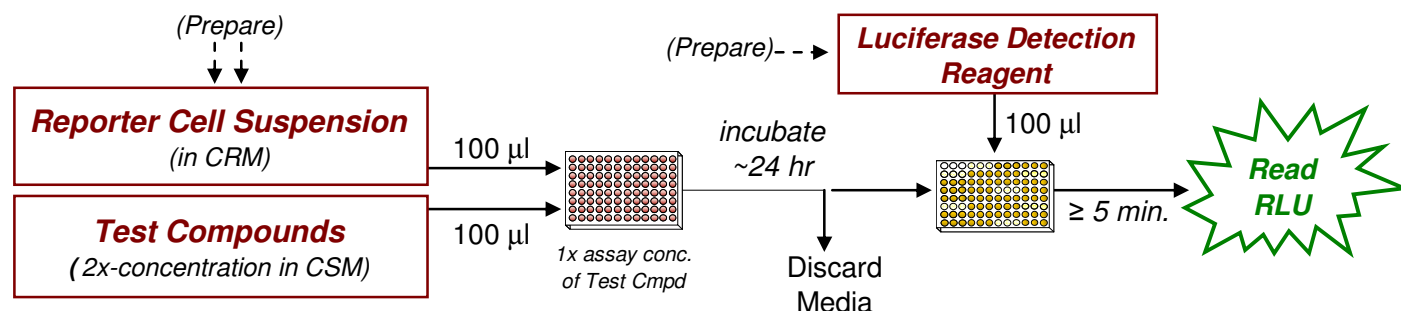 (Prepare)
Reporter Cell Suspension
(in CRM)
100 µl
Test Compounds
(2x-concentration in CSM)
100 µl
1x assay conc.
of Test Cmpd
incubate
~24 hr
Discard
Media
(Prepare)
Luciferase Detection
Reagent
100 µl
≥ 5 min.
Read
RLU